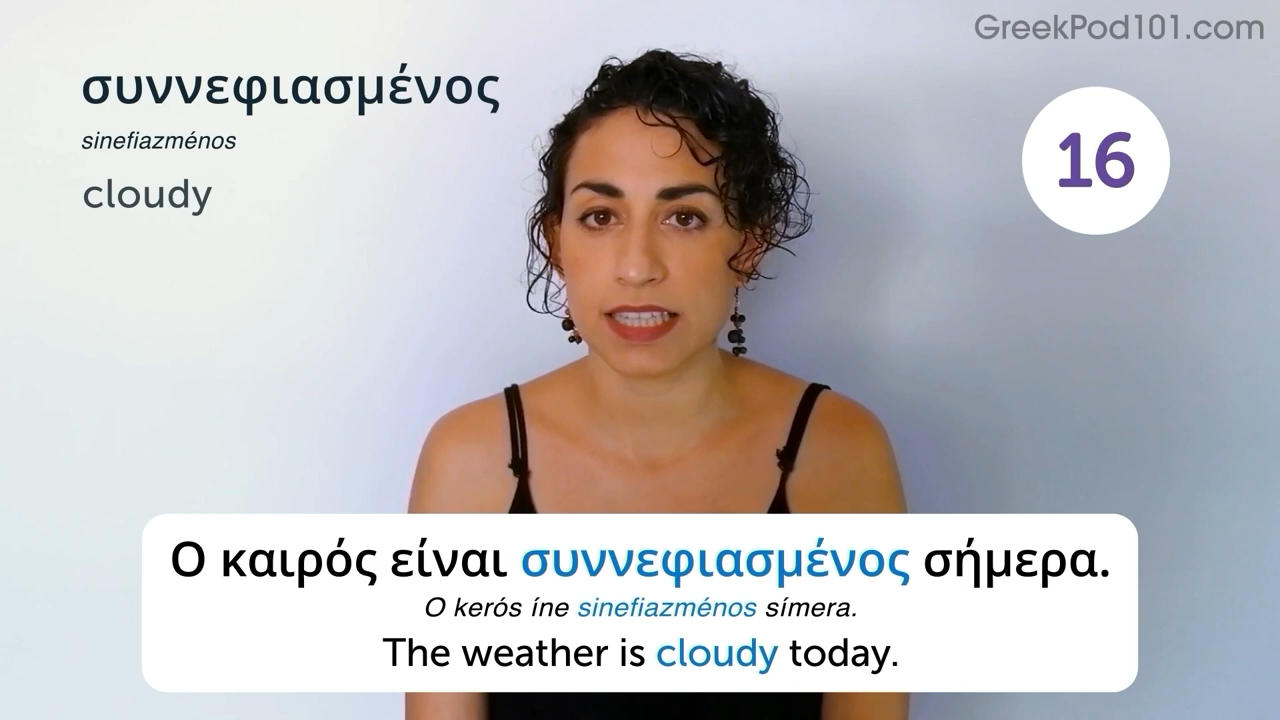 GreekPod101.com
συννεφιασμένος
sinefiazménos
cloudy
16
Ο καιρός είναι συννεφιασμένος σήμερα.
O kerós íne sinefiazménos símera.
The weather is cloudy today.